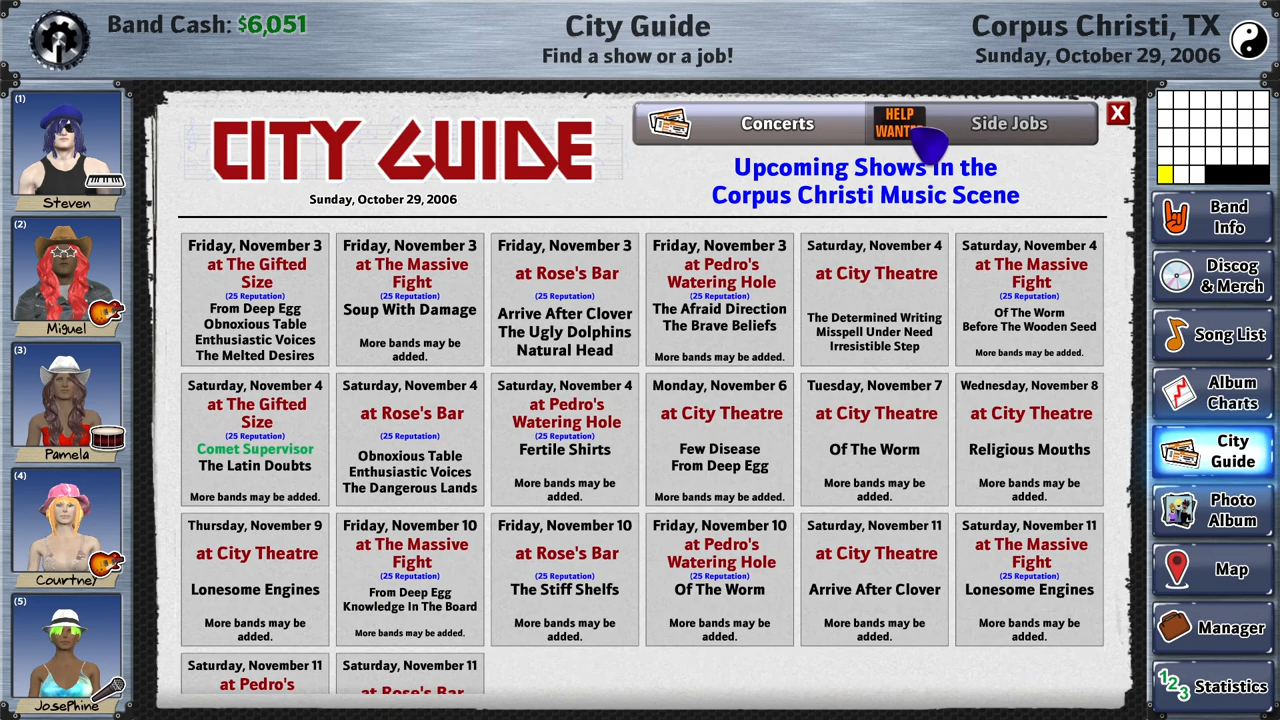 Band Cash: $6,051
City Guide
Find a show or a job!
Corpus Christi, TX
Sunday, October 29, 2006
(1)
Steven
(2)
Miguel
(3)
Pamela
(4)
Courtney
(5)
Josephine
CITY GUIDE
Sunday, October 29, 2006
Concerts
HELP
Side Jobs
Upcoming Shows in the
Corpus Christi Music Scene
Friday, November 3
at The Gifted
Size
(25 Reputation)
From Deep Egg
Obnoxious Table
Enthusiastic Voices
The Melted Desires
Friday, November 3
at The Massive
Fight
(25 Reputation)
Soup With Damage
More bands may be
added.
Friday, November 3
at Rose's Bar
(25 Reputation)
Arrive After Clover
The Ugly Dolphins
Natural Head
Friday, November 3
at Pedro's
Watering Hole
(25 Reputation)
The Afraid Direction
The Brave Beliefs
More bands may be added.
Saturday, November 4
at City Theatre
The Determined Writing
Misspell Under Need
Irresistible Step
Saturday, November 4
at The Massive
Fight
(25 Reputation)
Of The Worm
Before The Wooden Seed
More bands may be added.
Saturday, November 4
at The Gifted
Size
(25 Reputation)
Comet Supervisor
The Latin Doubts
More bands may be added.
Saturday, November 4
at Rose's Bar
(25 Reputation)
Obnoxious Table
Enthusiastic Voices
The Dangerous Lands
Saturday, November 4
at Pedro's
Watering Hole
(25 Reputation)
Fertile Shirts
More bands may be
added.
Monday, November 6
at City Theatre
Few Disease
From Deep Egg
More bands may be added.
Tuesday, November 7
at City Theatre
Of The Worm
More bands may be
added.
Wednesday, November 8
at City Theatre
Religious Mouths
More bands may be
added.
Thursday, November 9
at City Theatre
Lonesome Engines
More bands may be
added.
Friday, November 10
at The Massive
Fight
(25 Reputation)
From Deep Egg
Knowledge In The Board
More bands may be added.
Friday, November 10
at Rose's Bar
(25 Reputation)
The Stiff Shelfs
More bands may be
added.
Friday, November 10
at Pedro's
Watering Hole
(25 Reputation)
Of The Worm
More bands may be
added.
Saturday, November 11
at City Theatre
Arrive After Clover
More bands may be
added.
Saturday, November 11
at The Massive
Fight
(25 Reputation)
Lonesome Engines
More bands may be
added.
Saturday, November 11
at Pedro's
Saturday, November 11
at Rose's Bar
X
Band
Info
Discog
& Merch
Song List
Album
Charts
City
Guide
Photo
Album
Map
Manager
123
Statistics